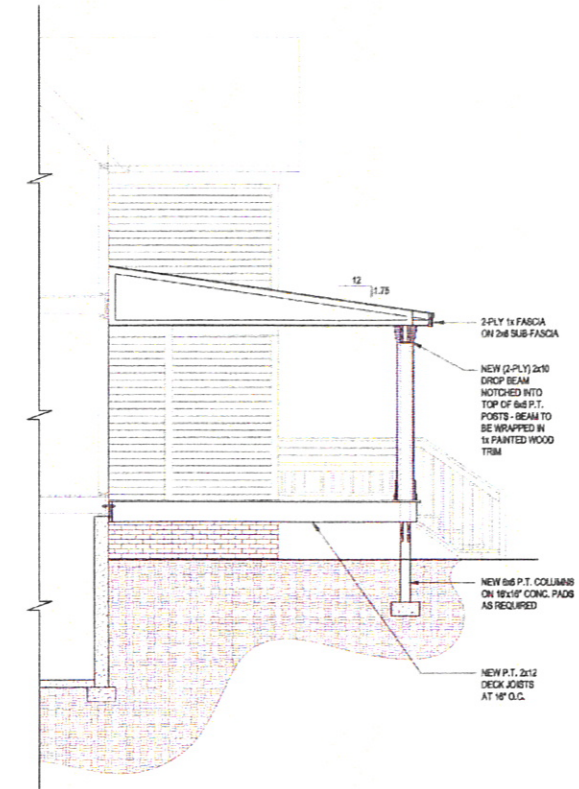 12
1.75
2-PLY 1x FASCIA
ON 2x8 SUB-FASCIA
NEW (2-PLY) 2x10
DROP BEAM
NOTCHED INTO
TOP OF 6x6 P.T.
POSTS - BEAM TO
BE WRAPPED IN
1x PAINTED WOOD
TRIM
NEW 6x6 P.T. COLUMNS
ON 16"x16" CONC. PADS
AS REQUIRED
NEW P.T. 2x12
DECK JOISTS
AT 16" O.C.